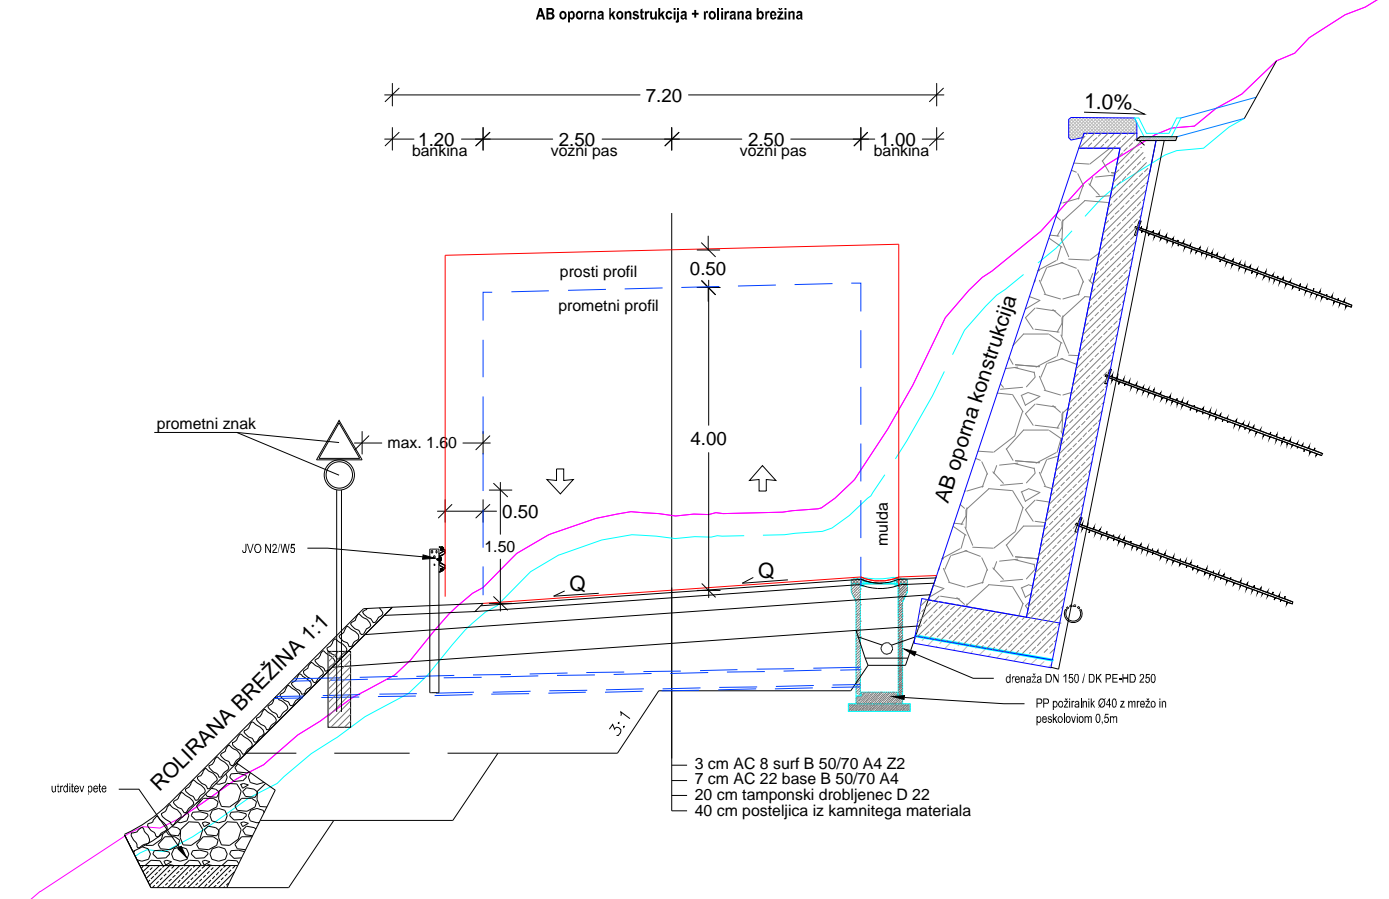 AB oporna konstrukcija + rolirana brežina
7.20
1.0%
1.20
2.50
2.50
1.00
bankina
vozni pas
vozni pas
bankina
prosti profil
0.50
prometni profil
AB oporna konstrukcija
prometni znak
max. 1.60
4.00
0.50
mulda
JVO N2/W5
1.50
Q
Q
ROLIRANA BREŽINA 1:1
drenaža DN 150 / DK PE-HD 250
PP požiralnik Ø40 z mrežo in
peskoloviom 0,5m
3:1
3 cm AC 8 surf B 50/70 A4 Z2
7 cm AC 22 base B 50/70 A4
20 cm tamponski drobljenec D 22
40 cm posteljica iz kamnitega materiala
utrditev pete